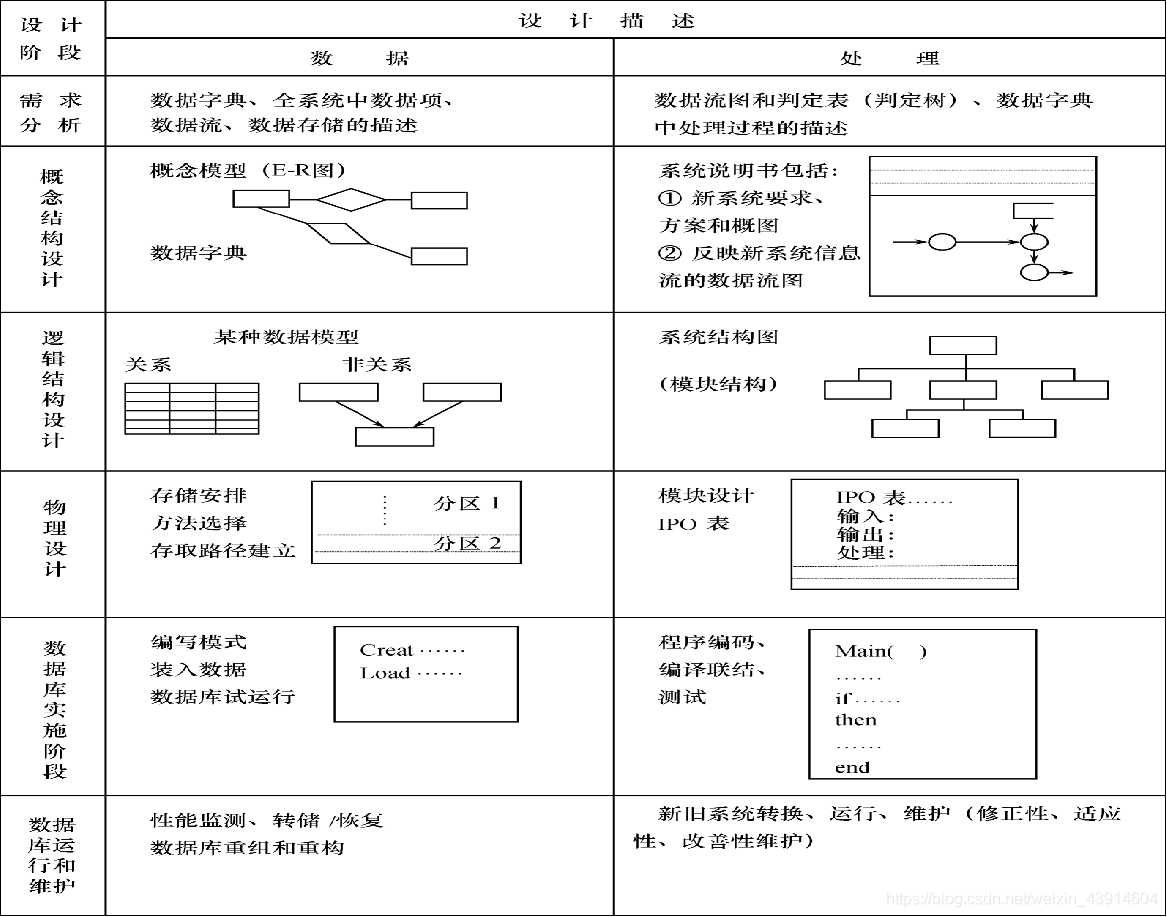 设 计
阶 段
设 计 描 述
数 据
处 理
需 求
分 析
数据字典、全系统中数据项、
数据流、数据存储的描述
数据流图和判定表（判定树）、数据字典
中处理过程的描述
概
念
结
构
设
计
概念模型（E-R图）
数据字典
系统说明书包括：
① 新系统要求、
方案和概图
② 反映新系统信息
流的数据流图
逻
辑
结
构
设
计
某种数据模型
关系
非关系
系统结构图
（模块结构）
物
理
设
计
存储安排
方法选择
存取路径建立
分区 1
分区 2
模块设计
IPO 表
IPO 表……
输入：
输出：
处理：
数
据
库
实
施
阶
段
编写模式
装入数据
数据库试运行
Creat ……
Load ……
程序编码、
编译联结、
测试
Main( )
……
if ……
then
……
end
数据
库运
行和
维护
性能监测、转储 /恢复
数据库重组和重构
新旧系统转换、运行、维护（修正性、适应
性、改善性维护）
https://blog.csdn.net/weixin_43914604